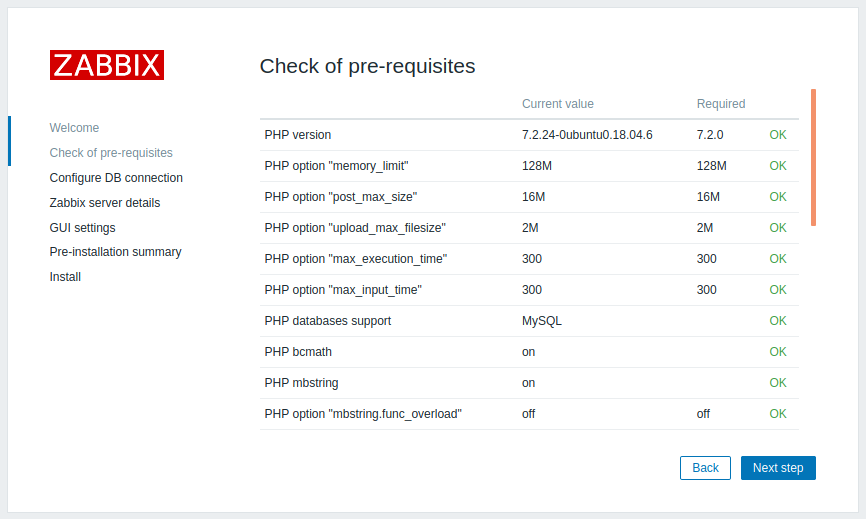 ZABBIX
Check of pre-requisites
Welcome
Check of pre-requisites
Configure DB connection
Zabbix server details
GUI settings
Pre-installation summary
Install
Current value Required
PHP version 7.2.24-0ubuntu0.18.04.6 7.2.0 OK
PHP option "memory_limit" 128M 128M OK
PHP option "post_max_size" 16M 16M OK
PHP option "upload_max_filesize" 2M 2M OK
PHP option "max_execution_time" 300 300 OK
PHP option "max_input_time" 300 300 OK
PHP databases support MySQL OK
PHP bcmath on OK
PHP mbstring on OK
PHP option "mbstring.func_overload" off off OK
Back Next step